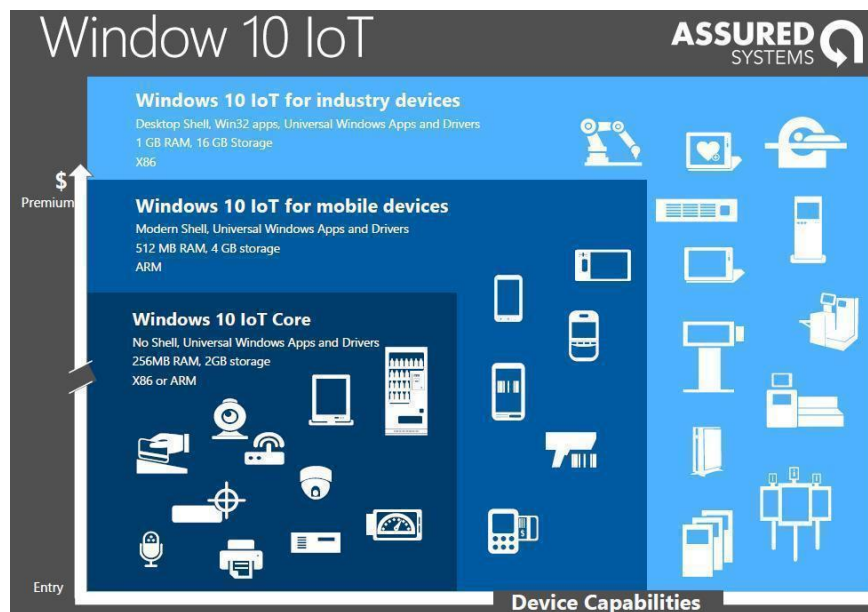 Window 10 IoT
ASSURED
SYSTEMS
Windows 10 IoT for industry devices
Desktop Shell, Win32 apps, Universal Windows Apps and Drivers
1 GB RAM, 16 GB Storage
X86
$
Premium
Windows 10 IoT for mobile devices
Modern Shell, Universal Windows Apps and Drivers
512 MB RAM, 4 GB storage
ARM
Windows 10 IoT Core
No Shell, Universal Windows Apps and Drivers
256MB RAM, 2GB storage
X86 or ARM
Entry
Device Capabilities